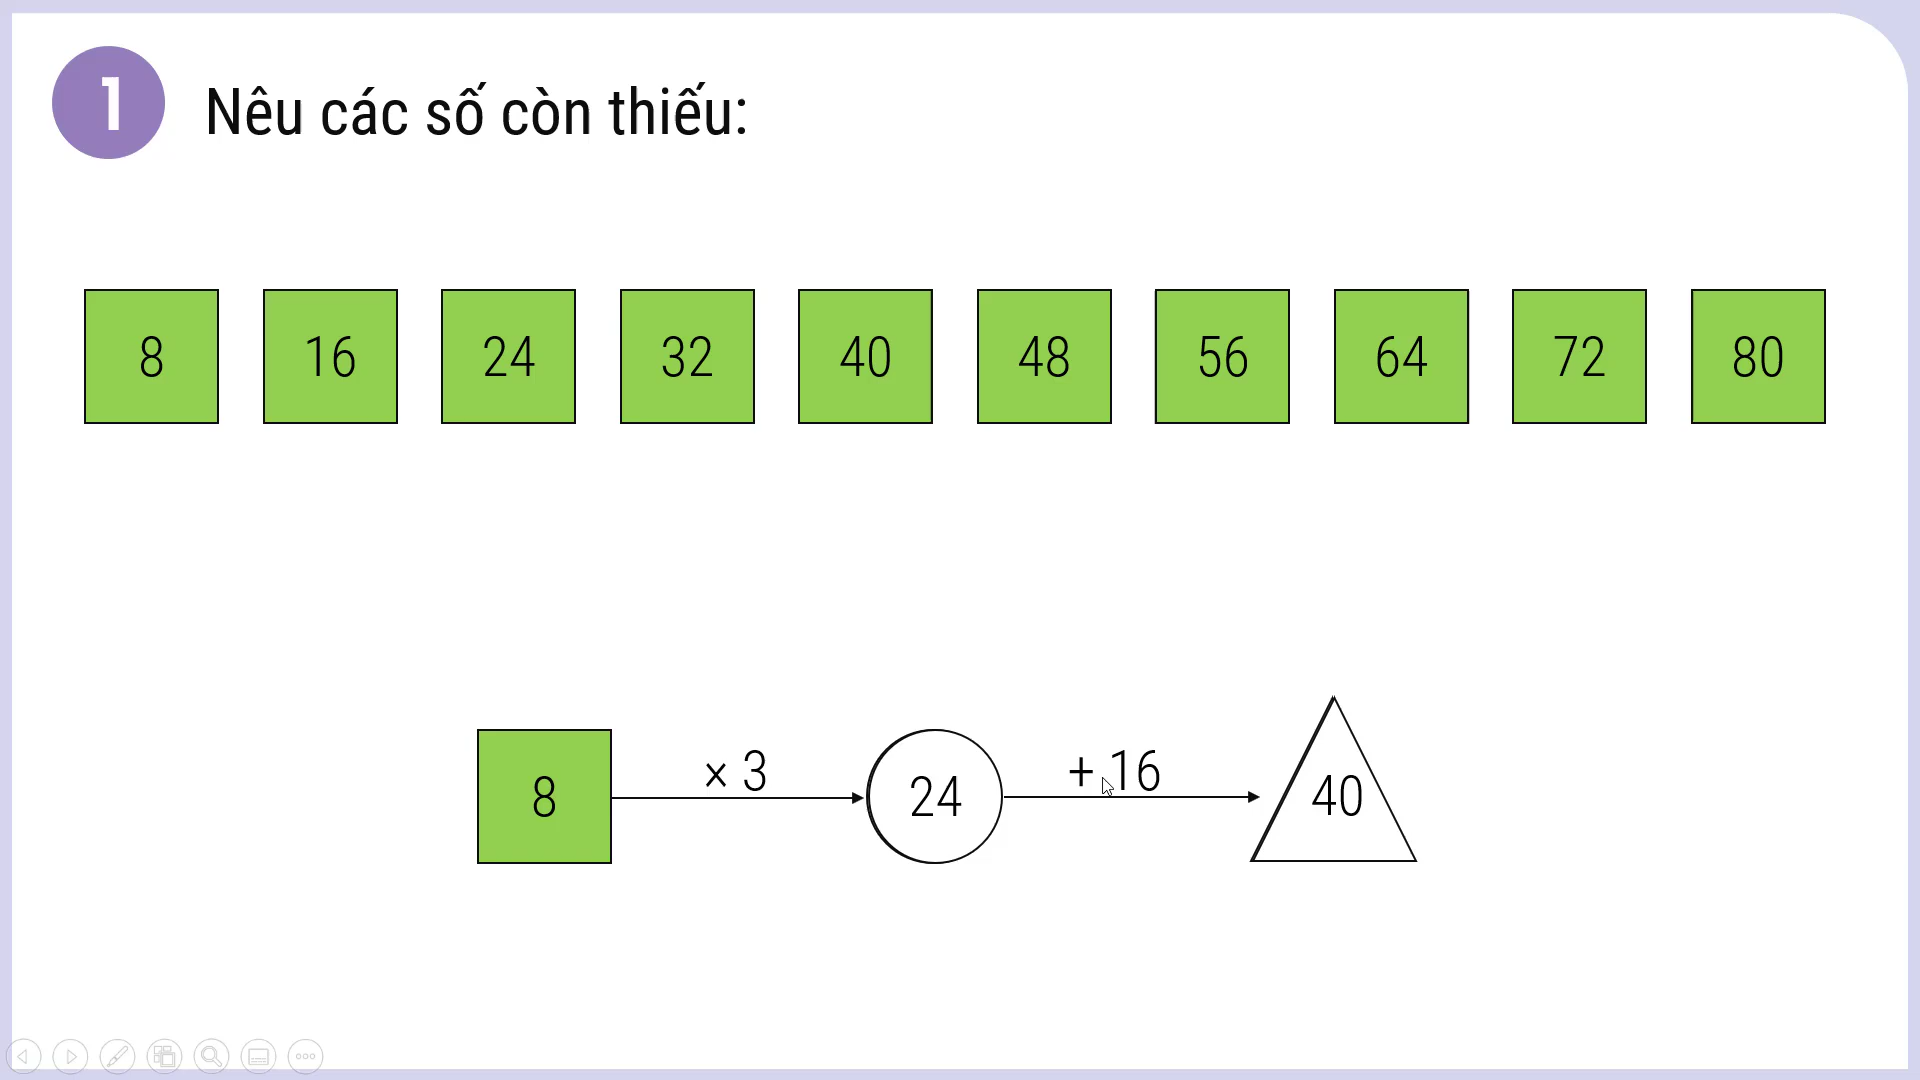 1 Nêu các số còn thiếu:
8 16 24 32 40 48 56 64 72 80
8 × 3 24 + 16 40